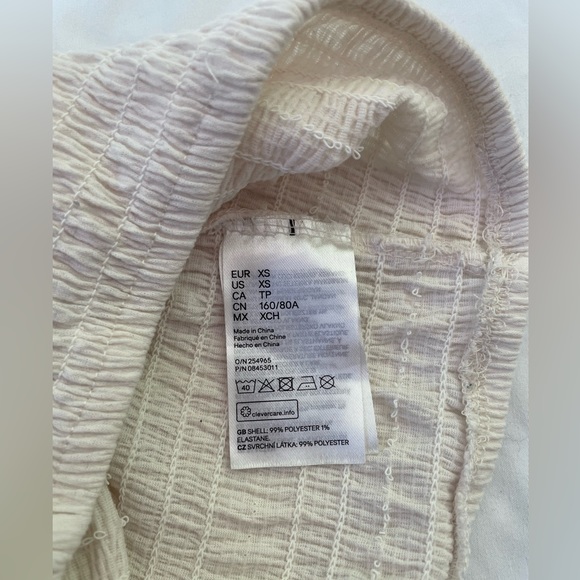 EUR XS
US XS
CA TP
CN 160/80A
MX XCH
Made in China
Fabriqué en Chine
Hecho en China
O/N 254965
P/N 08453011
40
clevercare.info
GB SHELL: 99% POLYESTER 1%
ELASTANE.
CZ SVRCHNÍ LÁTKA: 99% POLYESTER